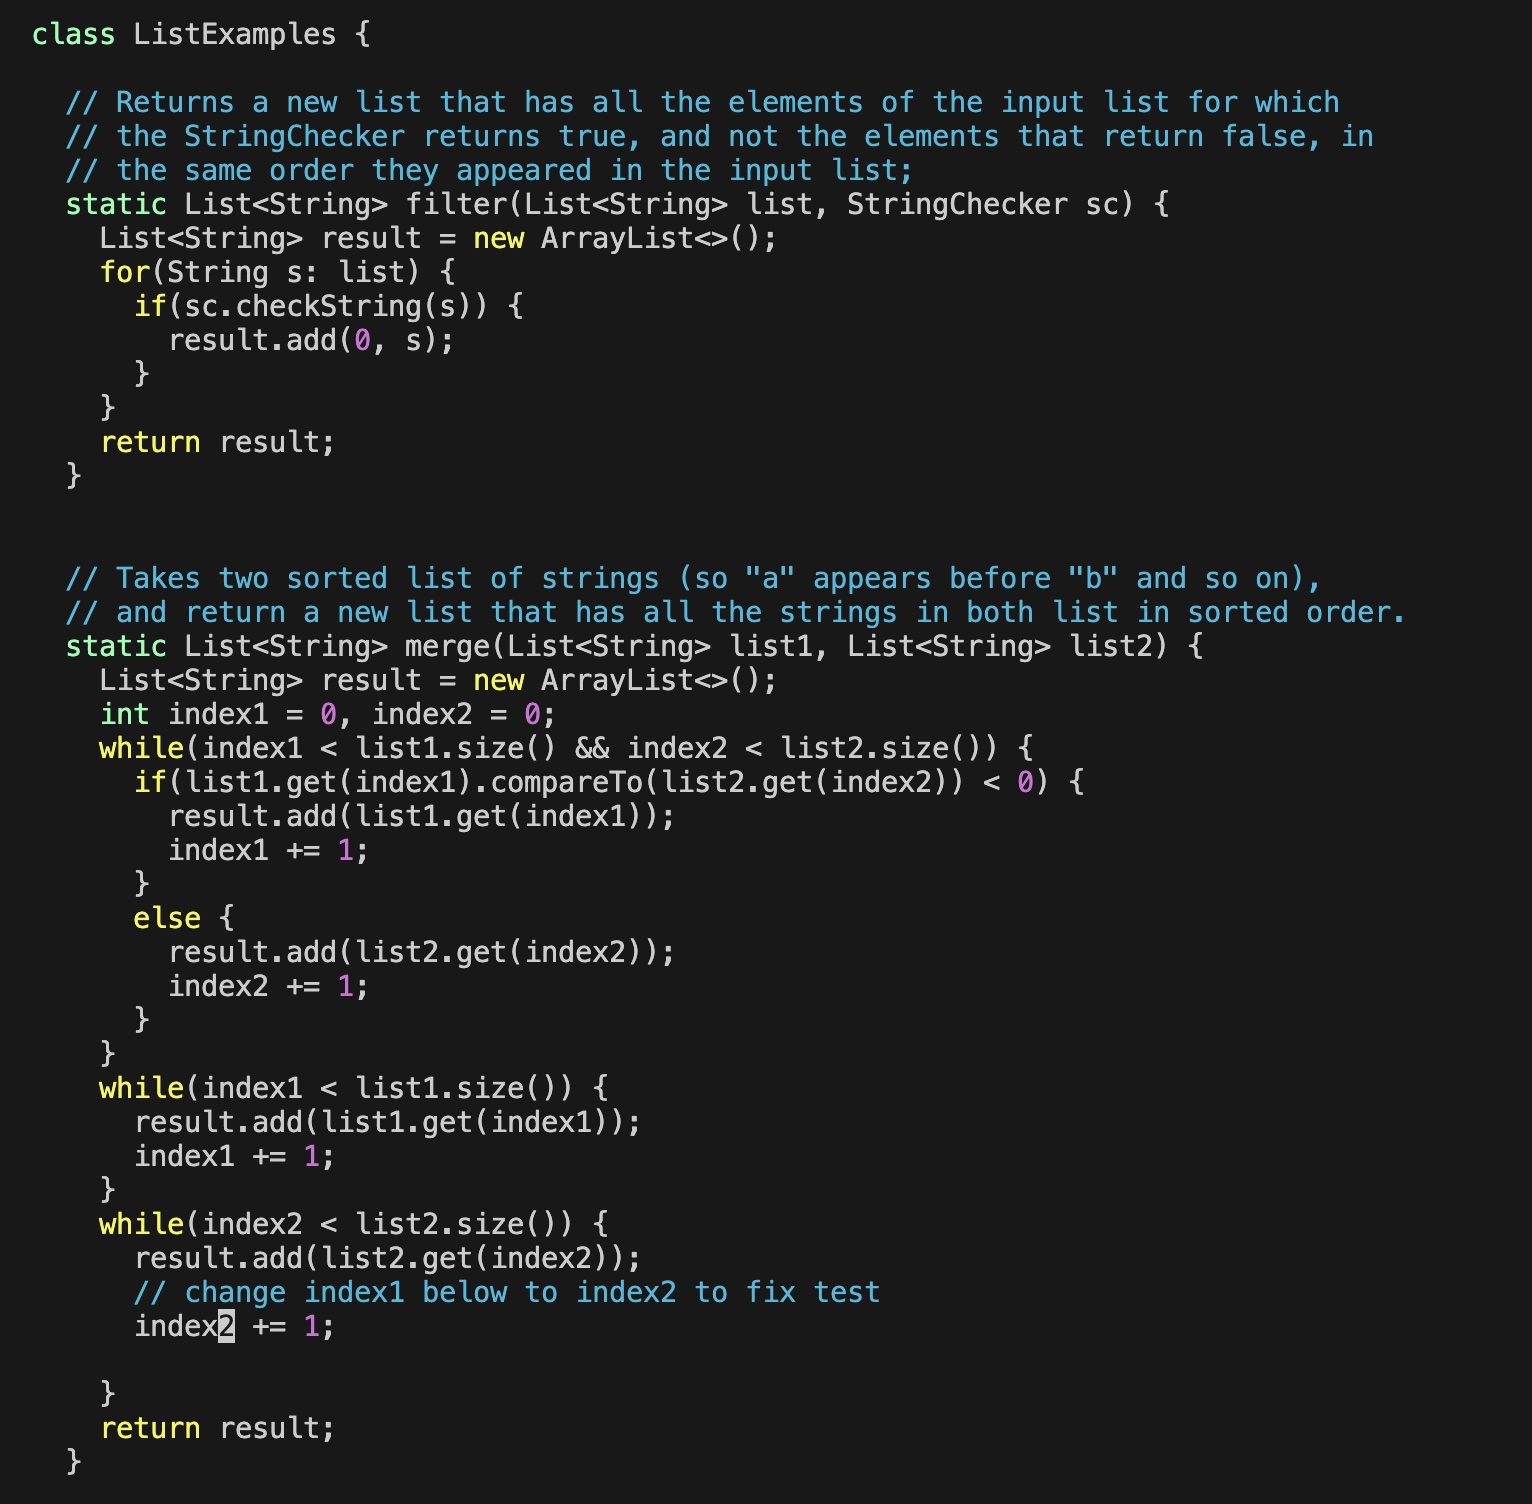 class ListExamples {
  // Returns a new list that has all the elements of the input list for which
  // the StringChecker returns true, and not the elements that return false, in
  // the same order they appeared in the input list;
  static List<String> filter(List<String> list, StringChecker sc) {
    List<String> result = new ArrayList<>();
    for(String s: list) {
      if(sc.checkString(s)) {
        result.add(0, s);
      }
    }
    return result;
  }
  // Takes two sorted list of strings (so "a" appears before "b" and so on),
  // and return a new list that has all the strings in both list in sorted order.
  static List<String> merge(List<String> list1, List<String> list2) {
    List<String> result = new ArrayList<>();
    int index1 = 0, index2 = 0;
    while(index1 < list1.size() && index2 < list2.size()) {
      if(list1.get(index1).compareTo(list2.get(index2)) < 0) {
        result.add(list1.get(index1));
        index1 += 1;
      }
      else {
        result.add(list2.get(index2));
        index2 += 1;
      }
    }
    while(index1 < list1.size()) {
      result.add(list1.get(index1));
      index1 += 1;
    }
    while(index2 < list2.size()) {
      result.add(list2.get(index2));
      // change index1 below to index2 to fix test
      index2 += 1;
    }
    return result;
  }